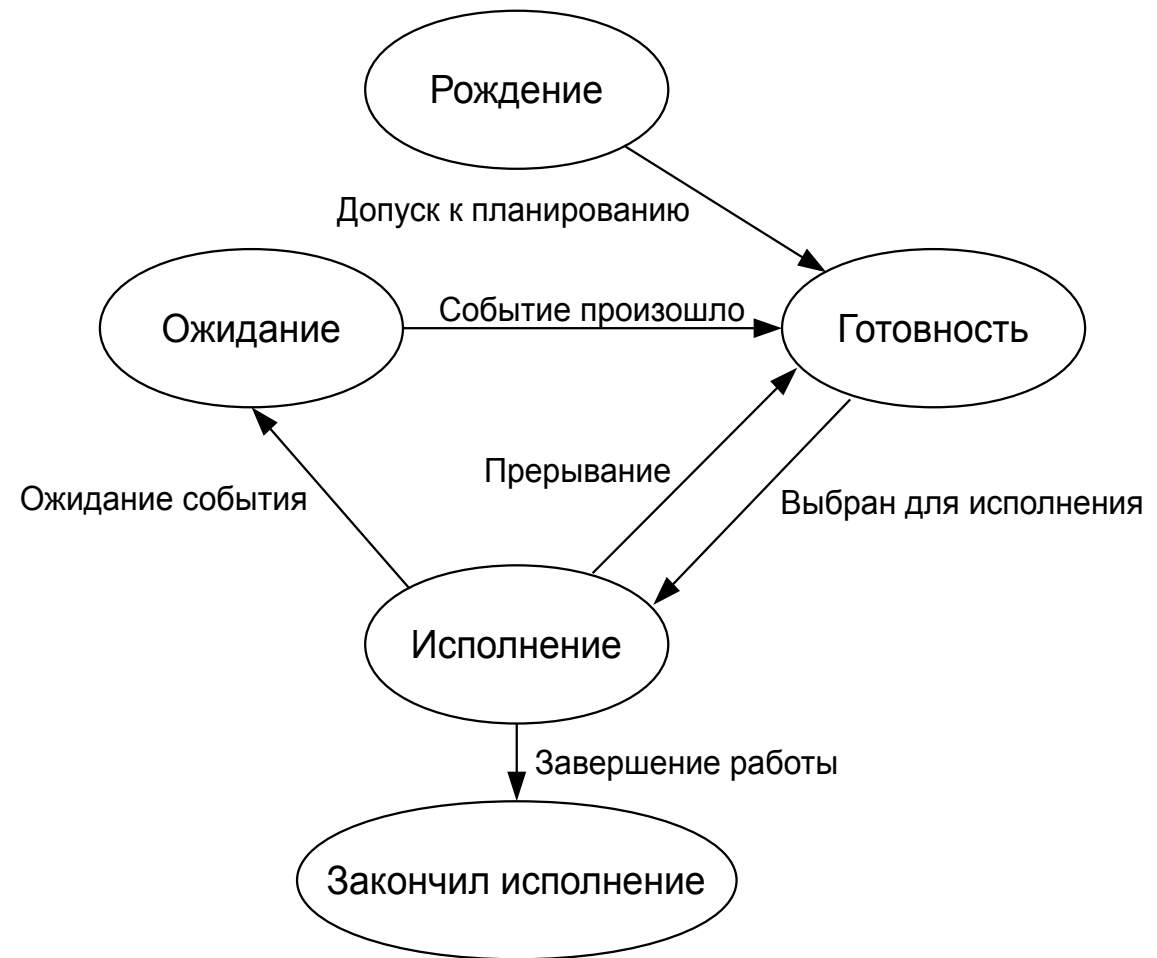 Рождение
Допуск к планированию
Ожидание
Событие произошло
Готовность
Прерывание
Ожидание события
Выбран для исполнения
Исполнение
Завершение работы
Закончил исполнение